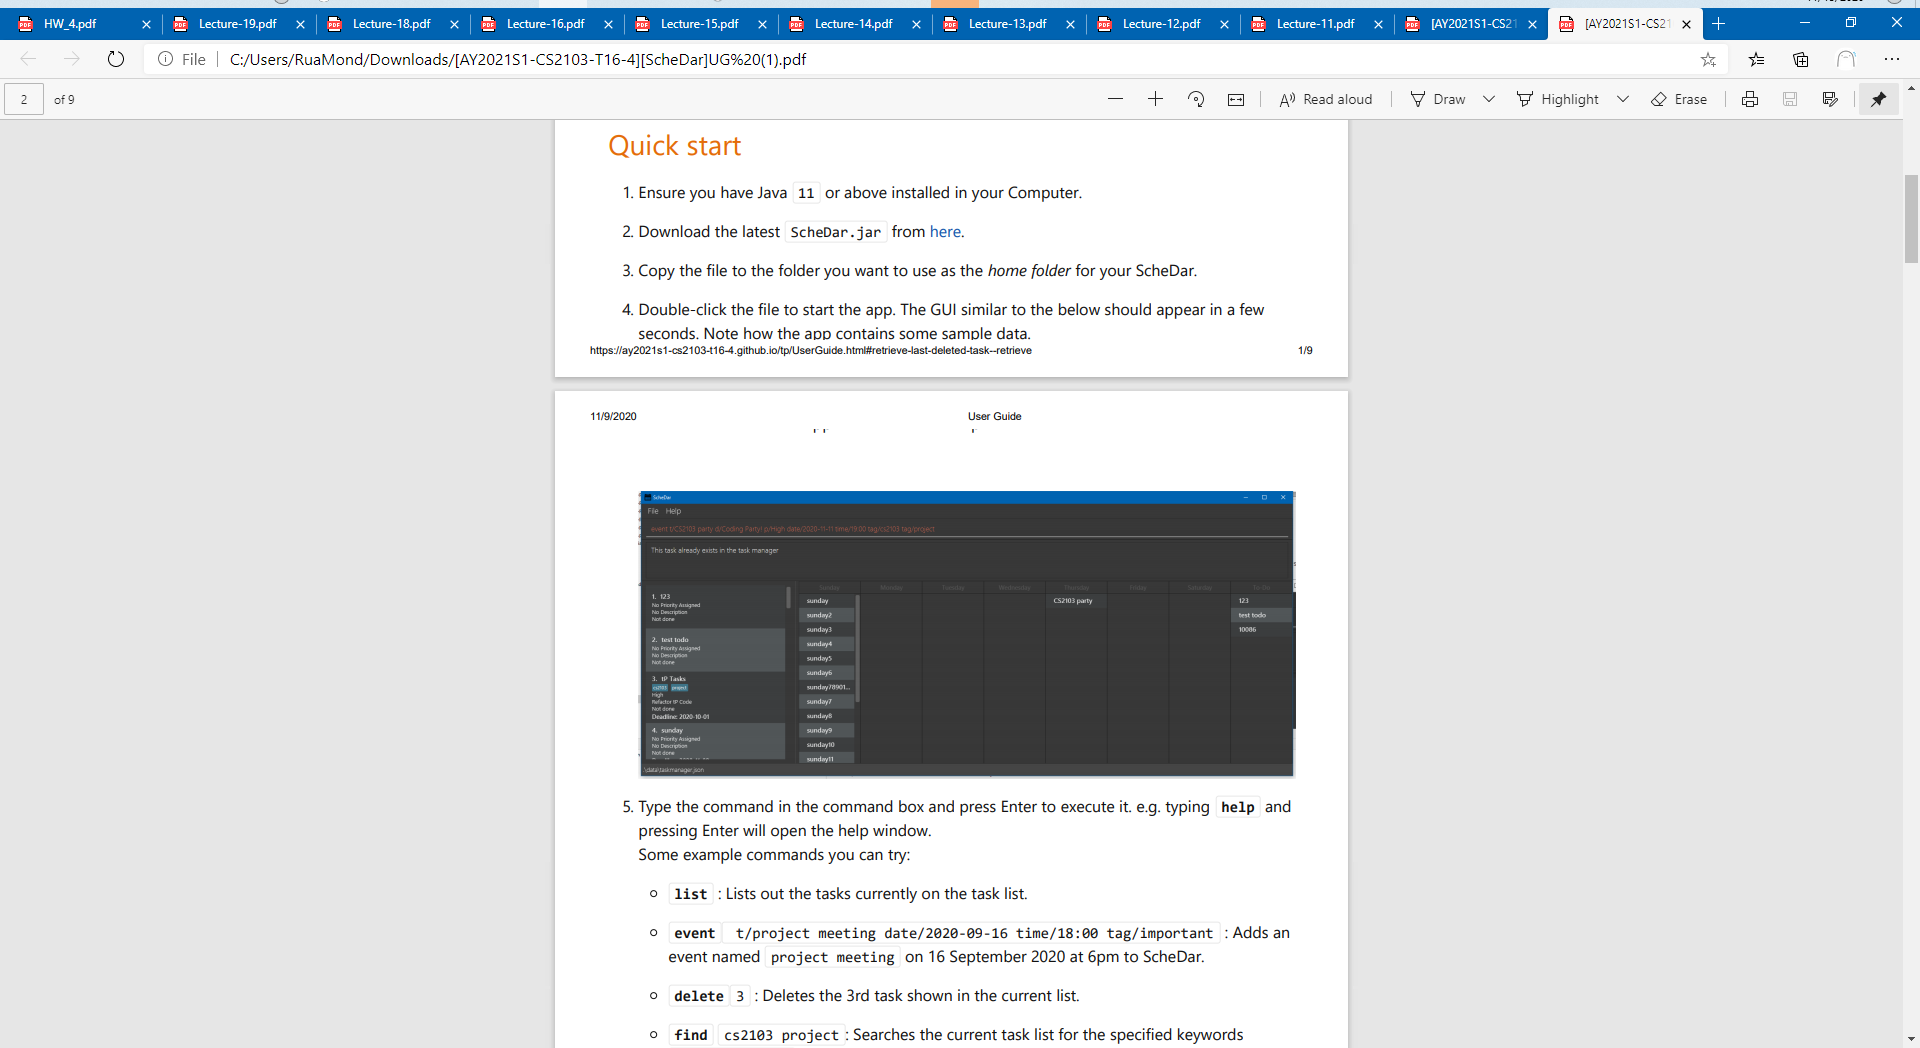 HW_4.pdf
Lecture-19.pdf
Lecture-18.pdf
Lecture-16.pdf
Lecture-15.pdf
Lecture-14.pdf
Lecture-13.pdf
Lecture-12.pdf
Lecture-11.pdf
[AY2021S1-CS21
[AY2021S1-CS21
File
C:/Users/RuaMond/Downloads/[AY2021S1-CS2103-T16-4][ScheDar]UG%20(1).pdf
2 of 9
Read aloud
Draw
Highlight
Erase
Quick start
1. Ensure you have Java 11 or above installed in your Computer.
2. Download the latest ScheDar.jar from here.
3. Copy the file to the folder you want to use as the home folder for your ScheDar.
4. Double-click the file to start the app. The GUI similar to the below should appear in a few
seconds. Note how the app contains some sample data.
https://ay2021s1-cs2103-t16-4.github.io/tp/UserGuide.html#retrieve-last-deleted-task--retrieve 1/9
11/9/2020 User Guide
ScheDar
File Help
event t/CS2103 party d/Coding Party! p/High date/2020-11-11 time/19:00 tag/cs2103 tag/project
This task already exists in the task manager
Sunday Monday Tuesday Wednesday Thursday Friday Saturday To-Do
1. 123
No Priority Assigned
No Description
Not done
2. test todo
No Priority Assigned
No Description
Not done
3. tP Tasks
cs2103 project
High
Refactor tP Code
Not done
Deadline: 2020-10-01
4. sunday
No Priority Assigned
No Description
Not done
sunday
sunday2
sunday3
sunday4
sunday5
sunday6
sunday78901...
sunday7
sunday8
sunday9
sunday10
sunday11
CS2103 party
123
test todo
10086
\data\taskmanager.json
5. Type the command in the command box and press Enter to execute it. e.g. typing help and
pressing Enter will open the help window.
Some example commands you can try:
list : Lists out the tasks currently on the task list.
event t/project meeting date/2020-09-16 time/18:00 tag/important : Adds an
event named project meeting on 16 September 2020 at 6pm to ScheDar.
delete 3 : Deletes the 3rd task shown in the current list.
find cs2103 project : Searches the current task list for the specified keywords